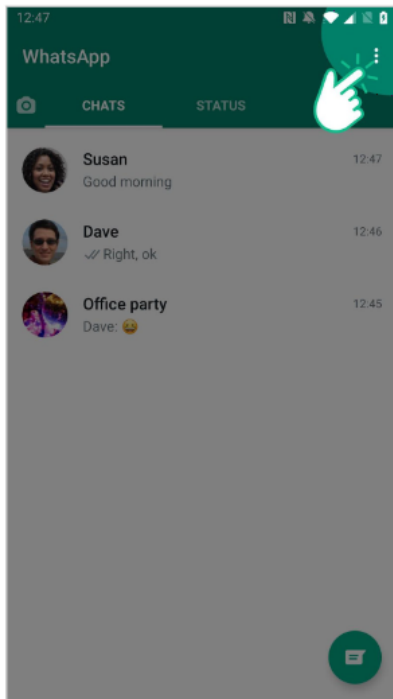 12:47
WhatsApp
CHATS STATUS
Susan 12:47
Good morning
Dave 12:46
Right, ok
Office party 12:45
Dave: 😀